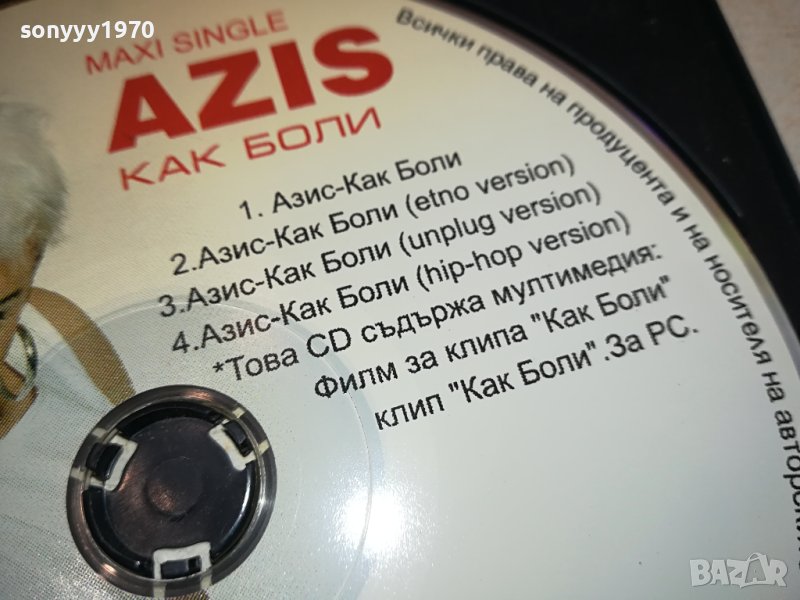 sonyyy1970
MAXI SINGLE
AZIS
КАК БОЛИ
1. Азис-Как Боли
2.Азис-Как Боли (etno version)
3.Азис-Как Боли (unplug version)
4.Азис-Как Боли (hip-hop version)
*Това CD съдържа мултимедия:
Филм за клипа "Как Боли"
клип "Как Боли".За PC.
Всички права на продуцента и на носителя на авторски
BAZAR